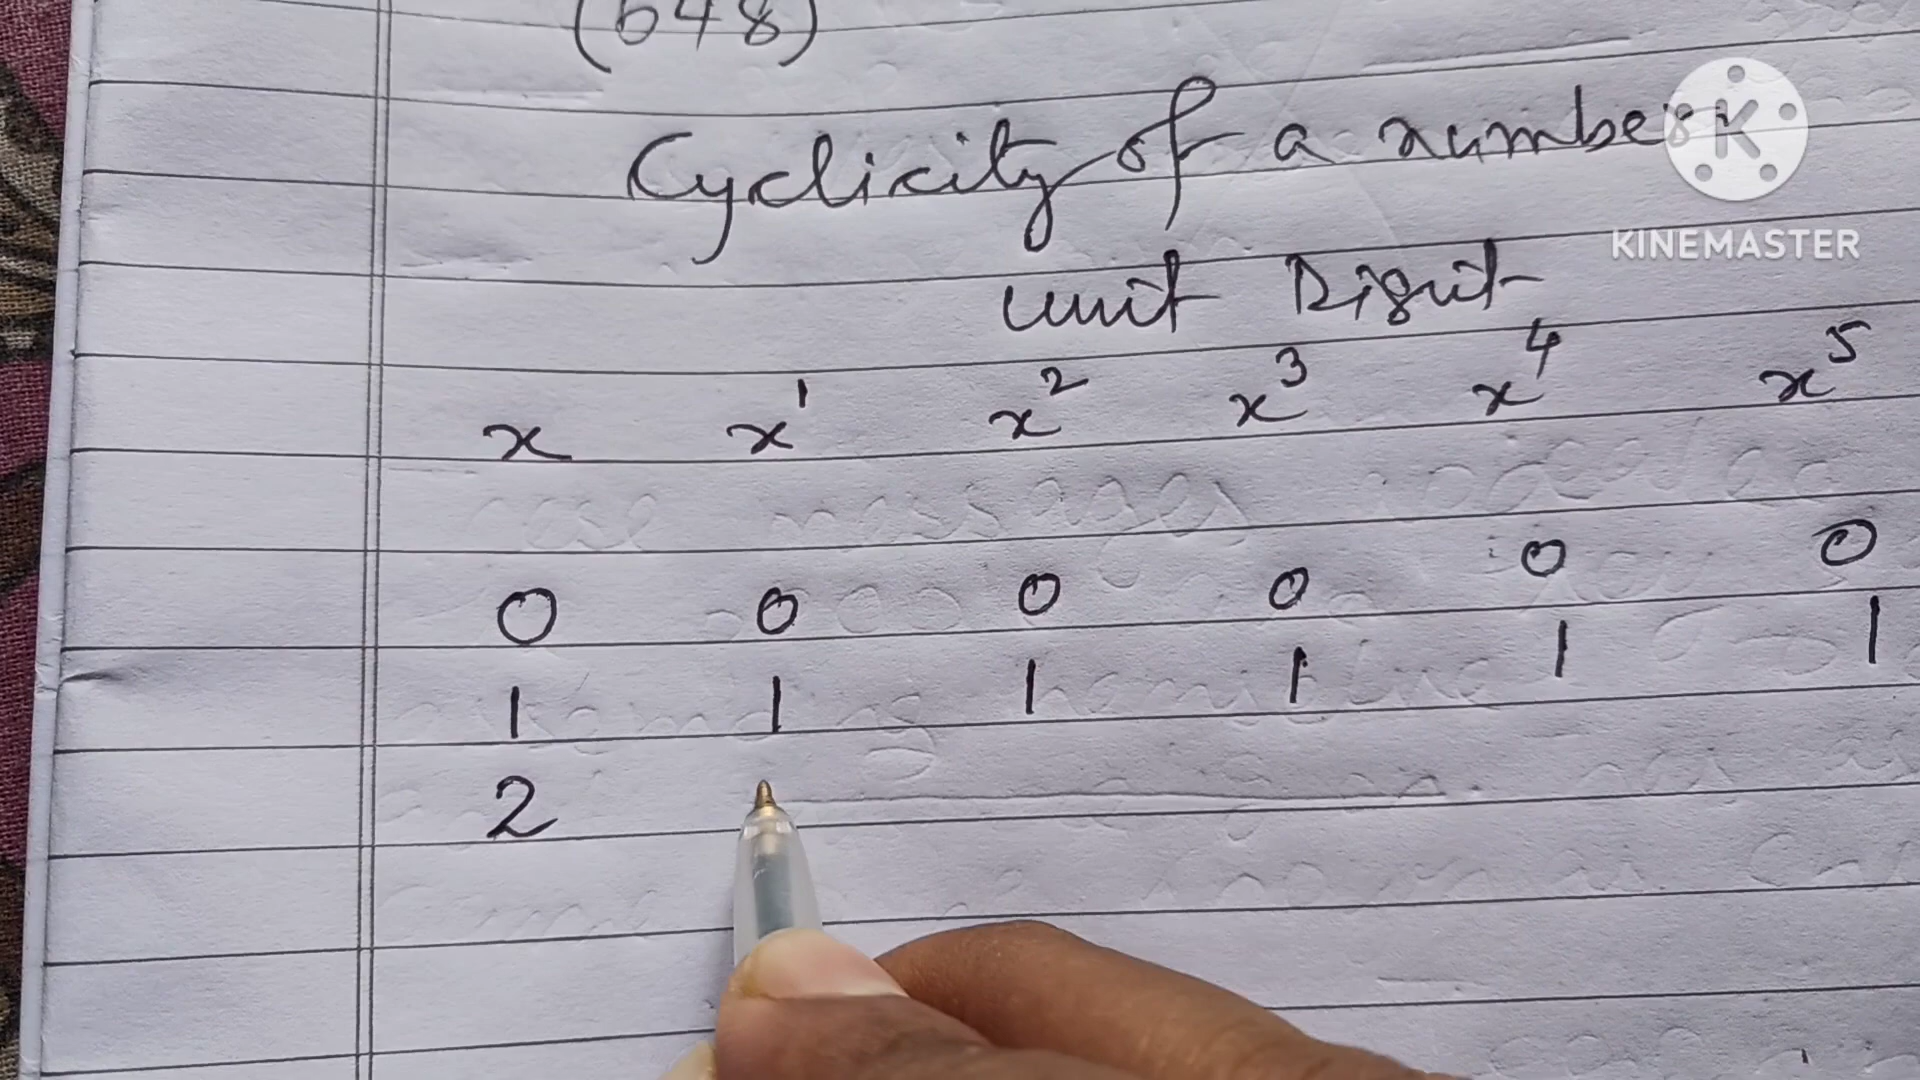 (648)
Cyclicity of a number
K
KINEMASTER
Unit Digit
x x¹ x² x³ x⁴ x⁵
0 0 0 0 0 0
1 1 1 1 1 1
2